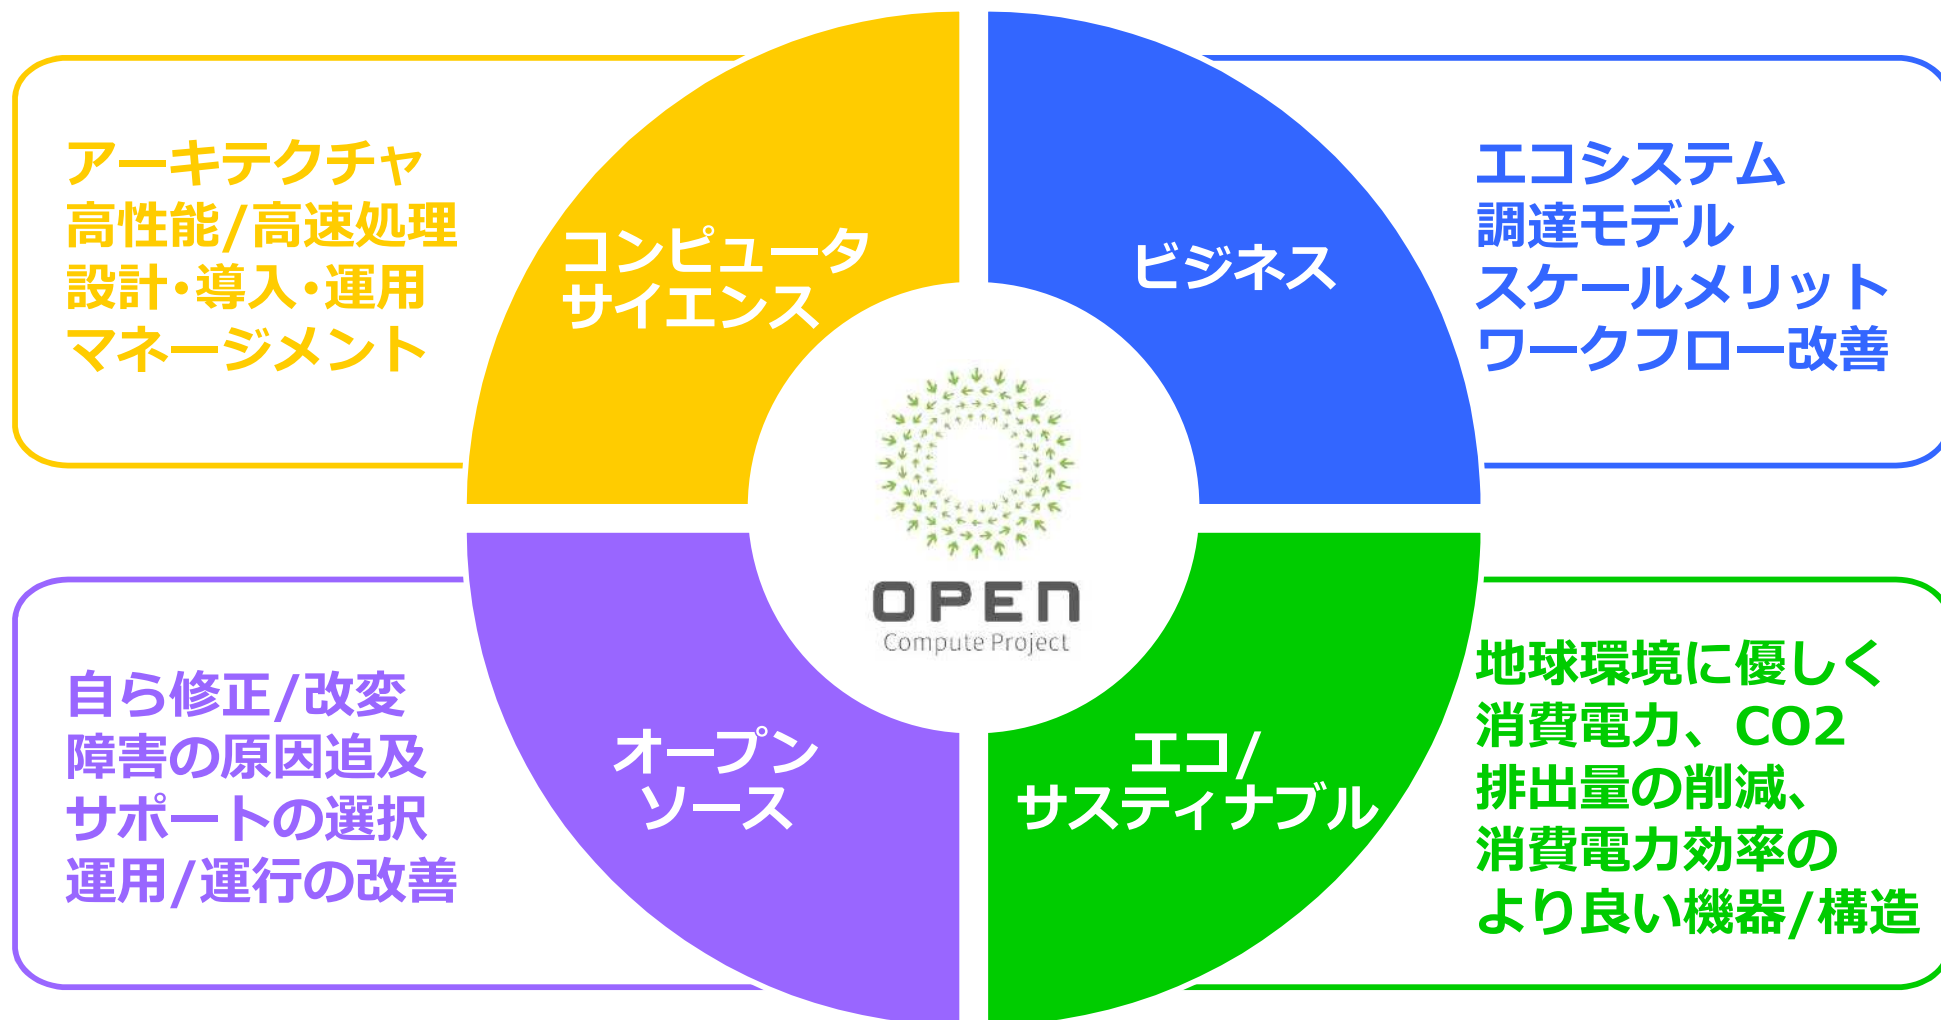 アーキテクチャ
高性能/高速処理
設計・導入・運用
マネージメント
コンピュータ
サイエンス
ビジネス
エコシステム
調達モデル
スケールメリット
ワークフロー改善
OPEN
Compute Project
自ら修正/改変
障害の原因追及
サポートの選択
運用/運行の改善
オープン
ソース
エコ/
サスティナブル
地球環境に優しく
消費電力、CO2
排出量の削減、
消費電力効率の
より良い機器/構造